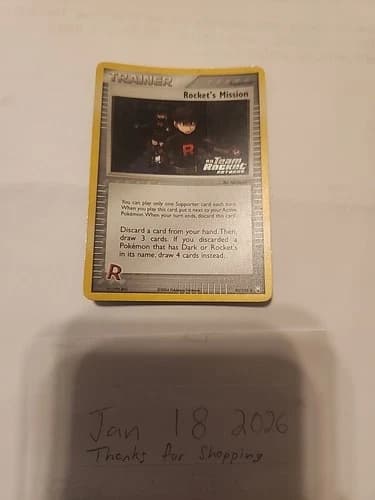 TRAINER
Rocket's Mission
R
EX Team
Rocket
RETURNS
You can play only one Supporter card each turn.
When you play this card, put it next to your Active
Pokémon. When your turn ends, discard this card.
Discard a card from your hand. Then,
draw 3 cards. If you discarded a
Pokémon that has Dark or Rocket's
in its name, draw 4 cards instead.
R
Jan 18 2026
Thanks for Shopping